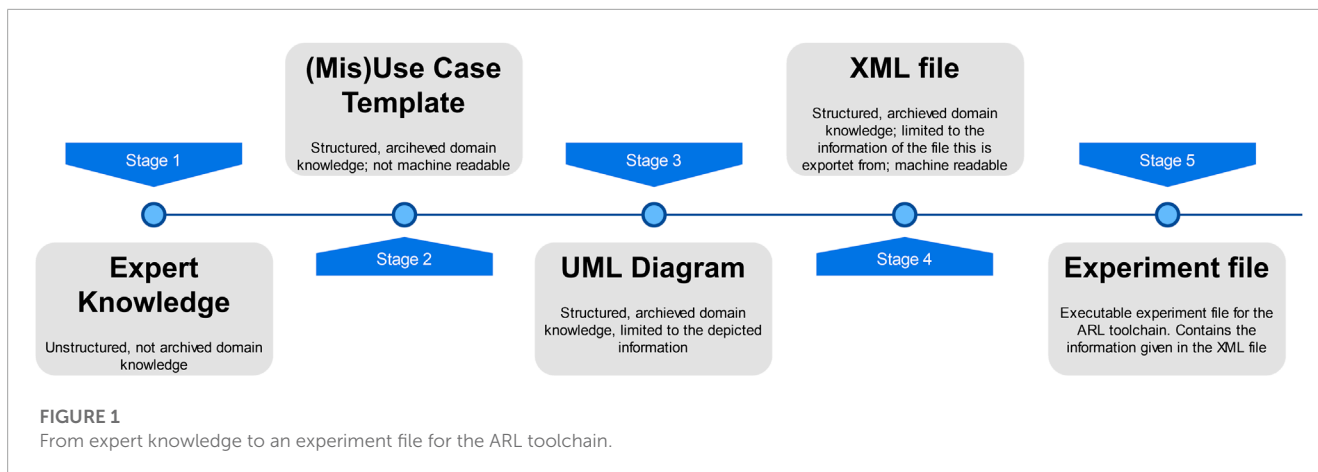 Stage 1
Expert
Knowledge
Unstructured, not archived domain
knowledge
(Mis)Use Case
Template
Structured, arciheved domain
knowledge; not machine readable
Stage 2
Stage 3
UML Diagram
Structured, archieved domain
knowledge, limited to the depicted
information
XML file
Structured, archieved domain
knowledge; limited to the
information of the file this is
exportet from; machine readable
Stage 4
Stage 5
Experiment file
Executable experiment file for the
ARL toolchain. Contains the
information given in the XML file
FIGURE 1
From expert knowledge to an experiment file for the ARL toolchain.